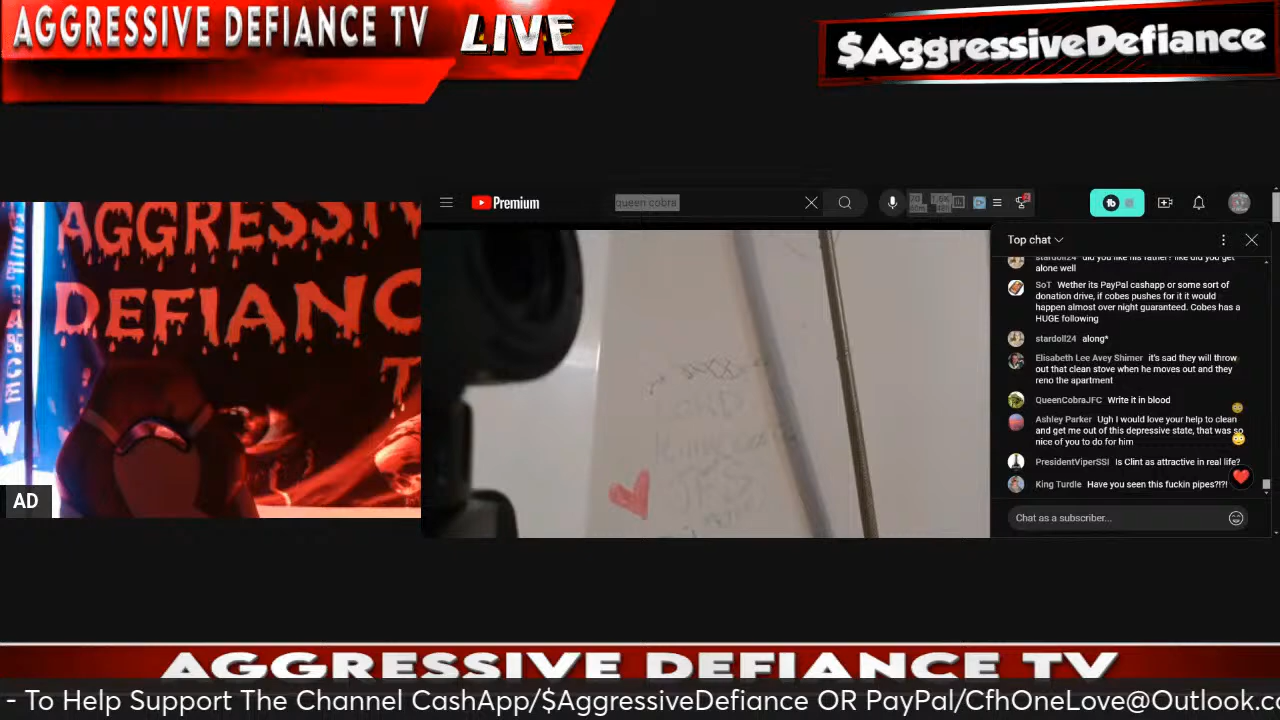 AGGRESSIVE DEFIANCE TV
LIVE
$AggressiveDefiance
AGGRESSIV
DEFIANC
T
AD
Premium
queen cobra
Top chat
stardoll24 did you like his father? like did you get
alone well
SoT Wether its PayPal cashapp or some sort of
donation drive, if cobes pushes for it it would
happen almost over night guaranteed. Cobes has a
HUGE following
stardoll24 along*
Elisabeth Lee Avey Shimer it's sad they will throw
out that clean stove when he moves out and they
reno the apartment
QueenCobraJFC Write it in blood
Ashley Parker Ugh I would love your help to clean
and get me out of this depressive state, that was so
nice of you to do for him
PresidentViperSSI Is Clint as attractive in real life?
King Turdle Have you seen this fuckin pipes?!?!
Chat as a subscriber...
AGGRESSIVE DEFIANCE TV
- To Help Support The Channel CashApp/$AggressiveDefiance OR PayPal/CfhOneLove@Outlook.co